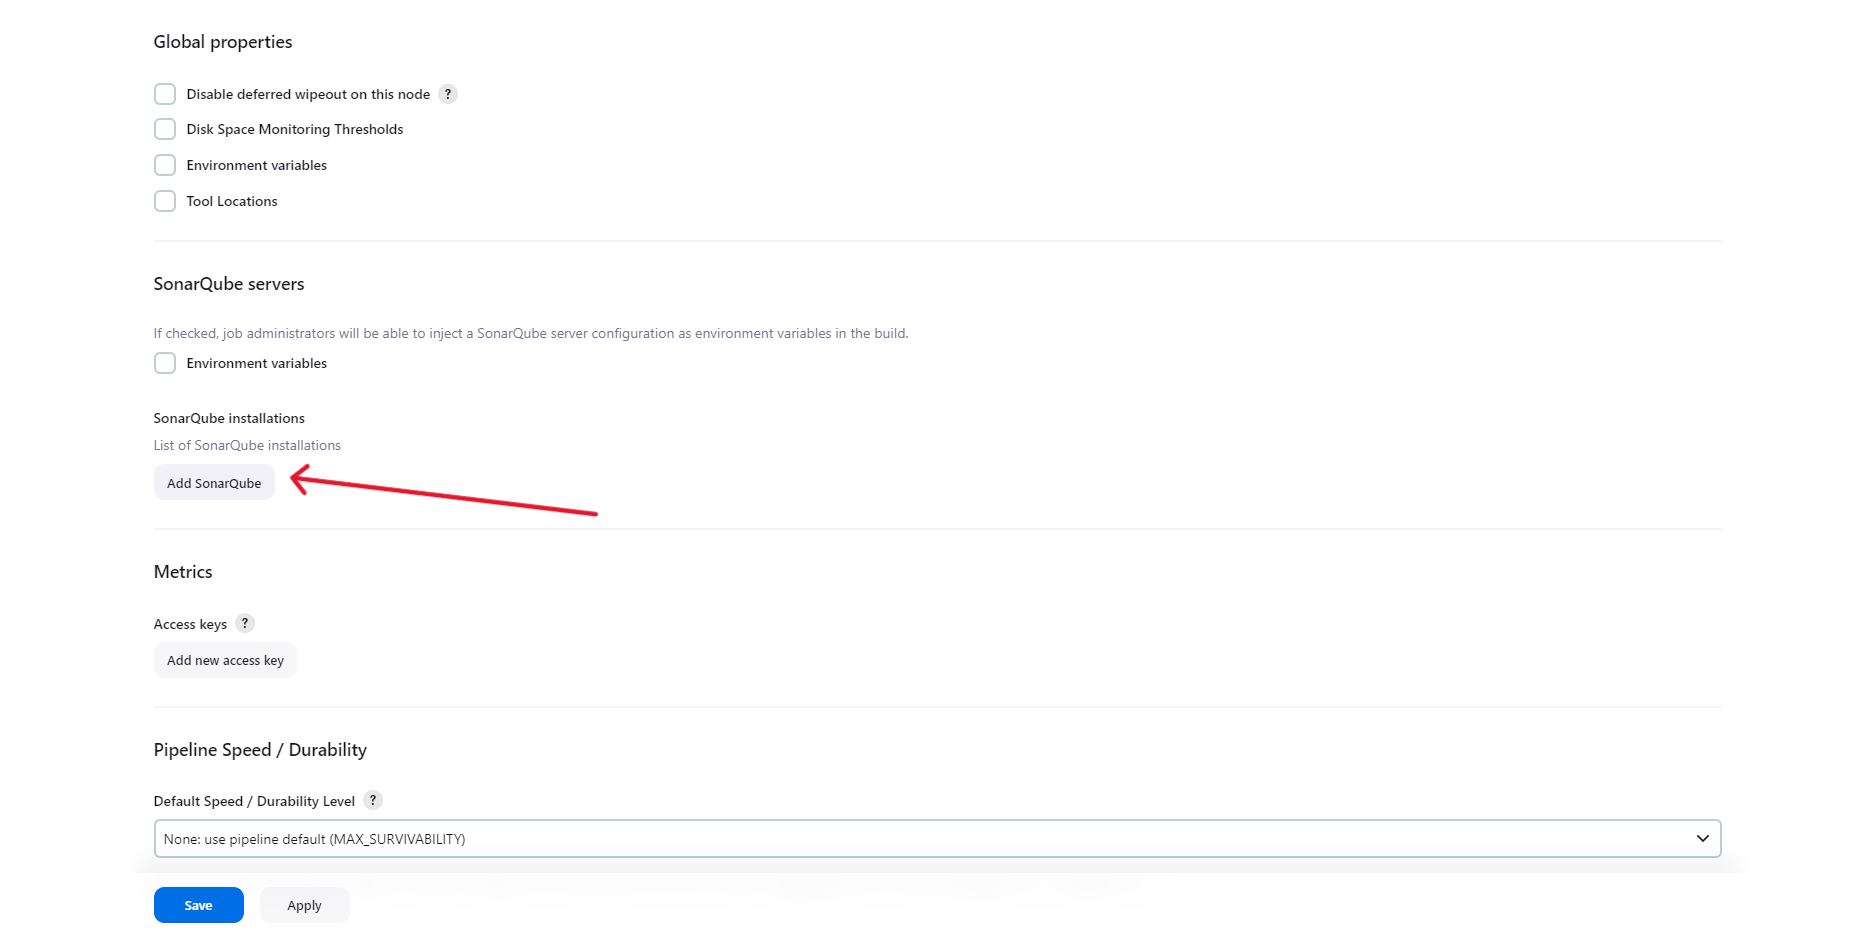 Global properties
Disable deferred wipeout on this node ?
Disk Space Monitoring Thresholds
Environment variables
Tool Locations
SonarQube servers
If checked, job administrators will be able to inject a SonarQube server configuration as environment variables in the build.
Environment variables
SonarQube installations
List of SonarQube installations
Add SonarQube
Metrics
Access keys ?
Add new access key
Pipeline Speed / Durability
Default Speed / Durability Level ?
None: use pipeline default (MAX_SURVIVABILITY)
Save Apply